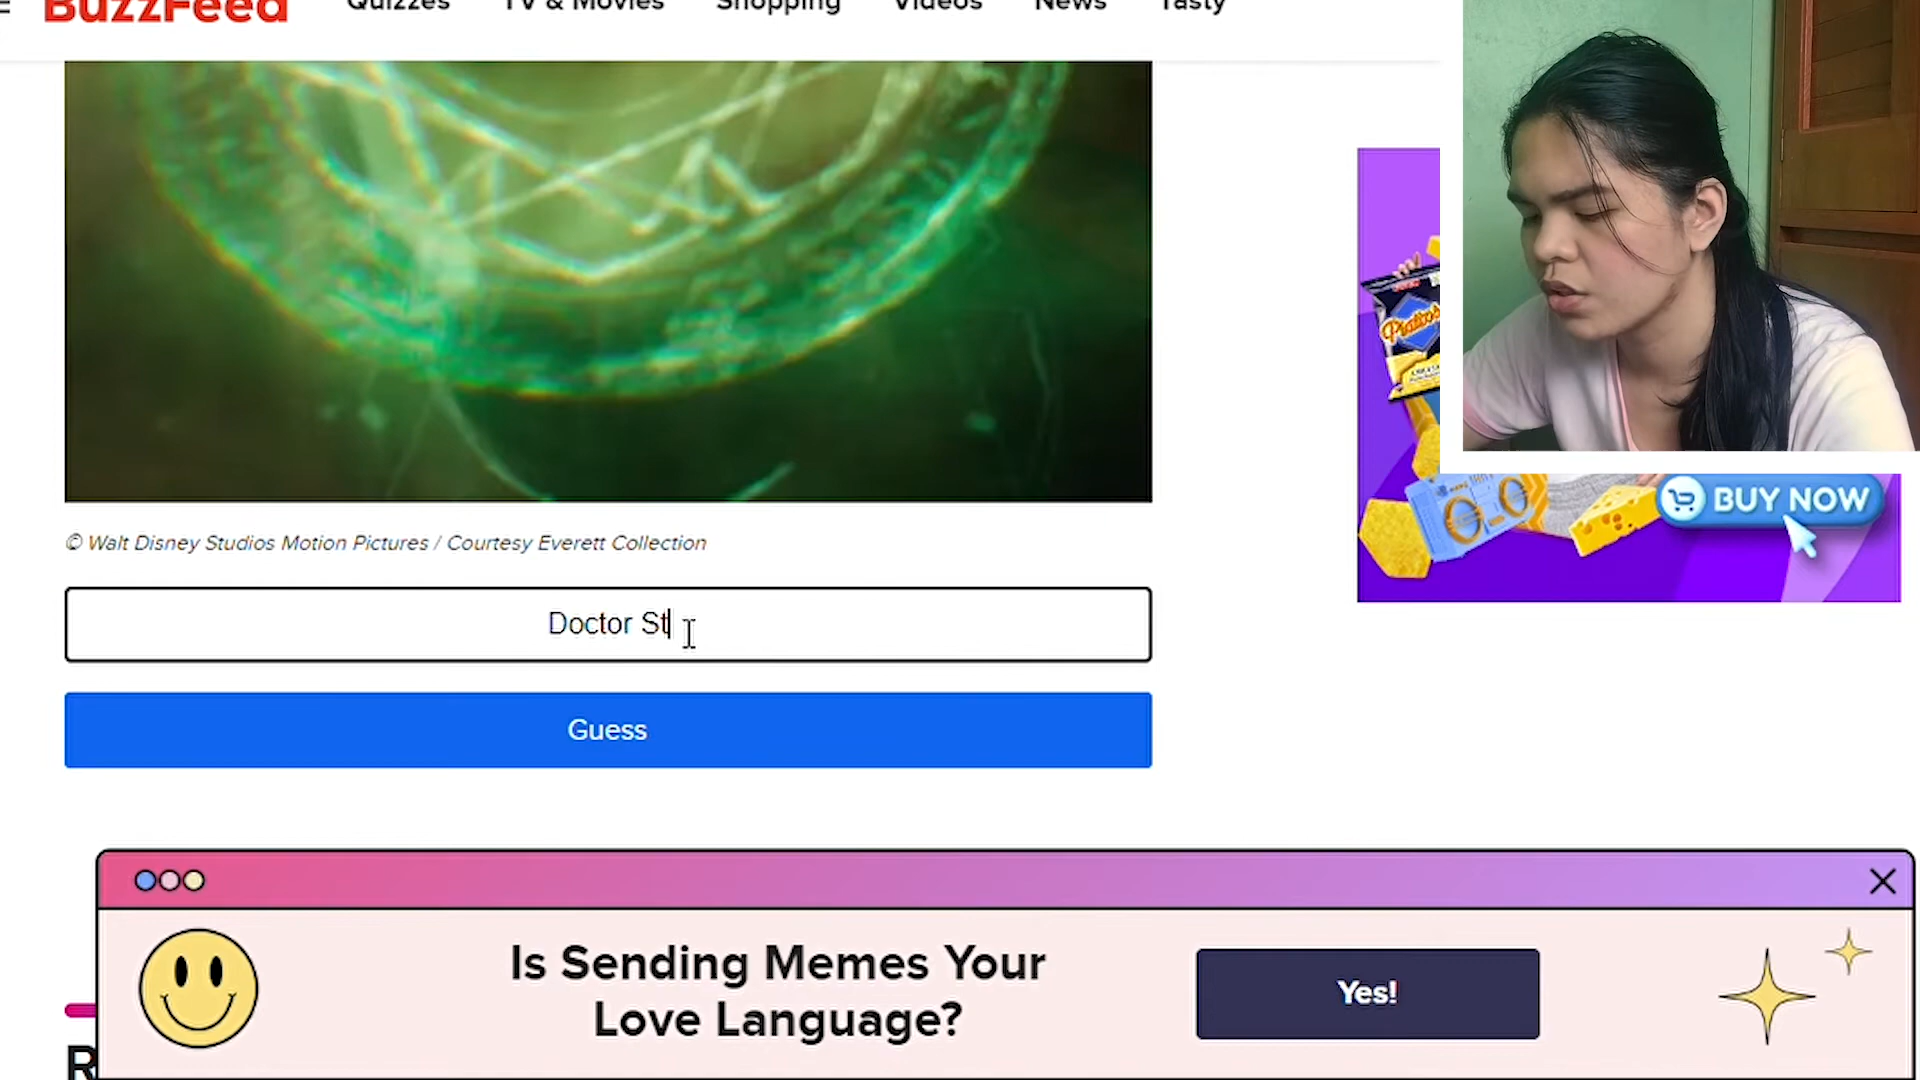 BuzzFeed
Quizzes TV & Movies Shopping Videos News Tasty
© Walt Disney Studios Motion Pictures / Courtesy Everett Collection
Doctor St
Guess
BUY NOW
Is Sending Memes Your
Love Language?
Yes!